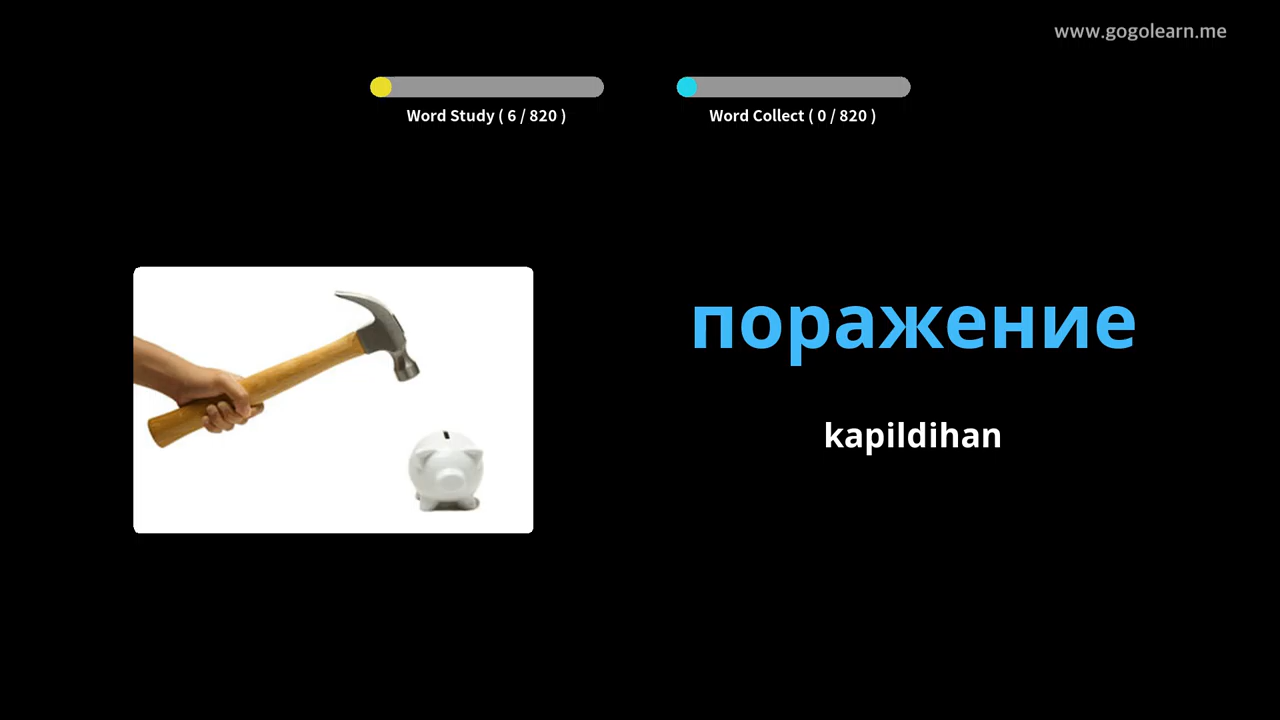 www.gogolearn.me
Word Study ( 6 / 820 )
Word Collect ( 0 / 820 )
поражение
kapildihan